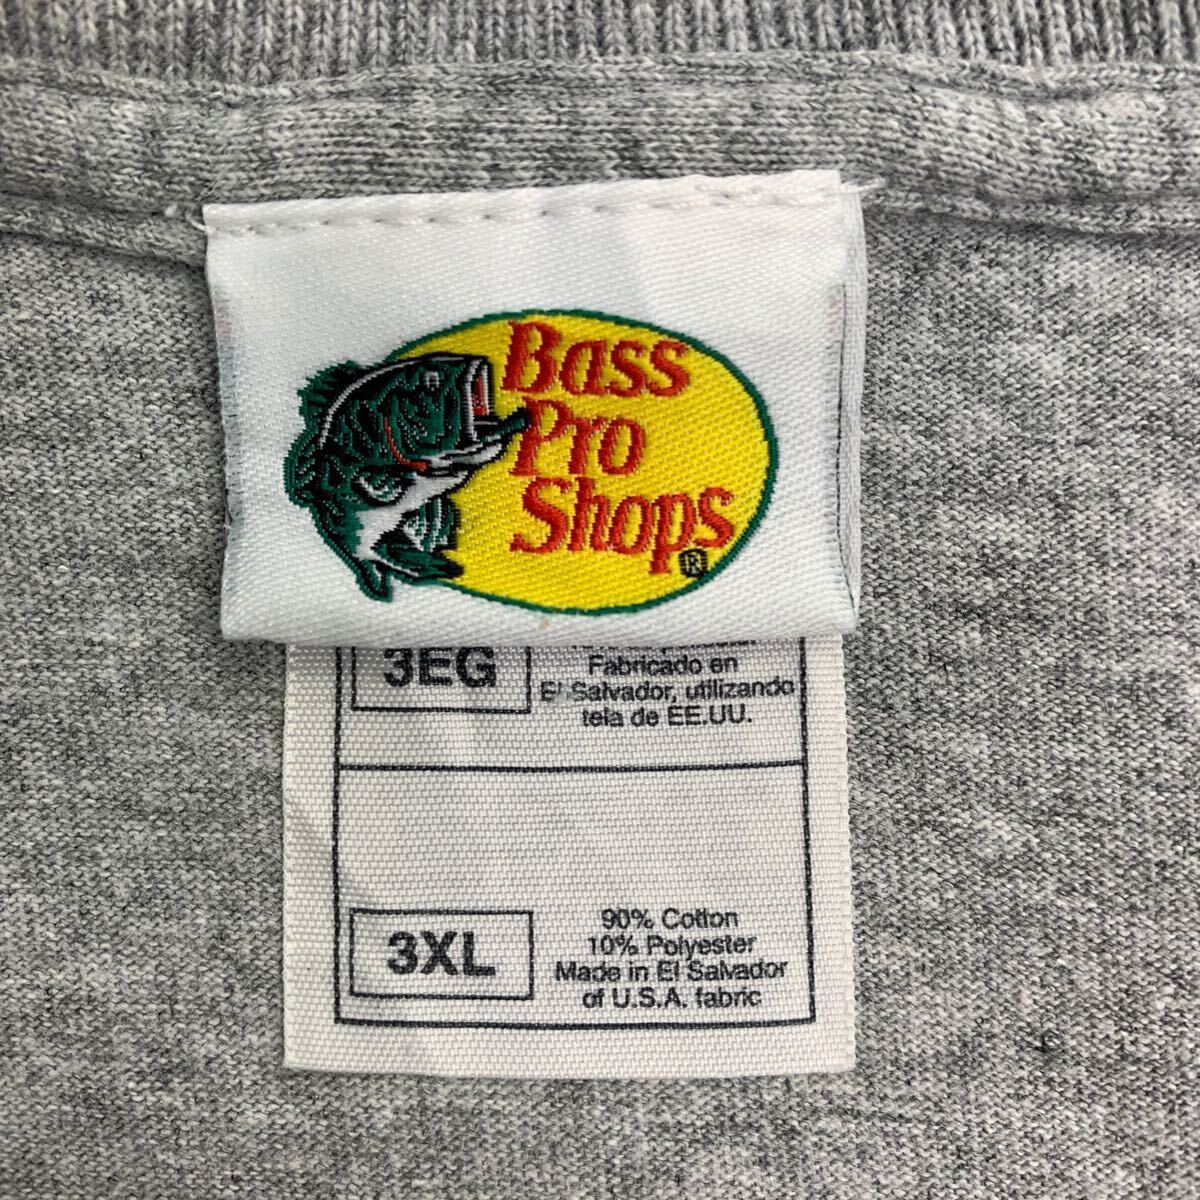 Bass
Pro
Shops
®
3EG
Fabricado en
El Salvador, utilizando
tela de EE.UU.
3XL
90% Cotton
10% Polyester
Made in El Salvador
of U.S.A. fabric